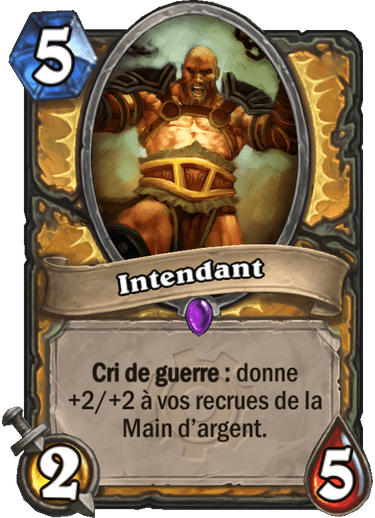 5
Intendant
Cri de guerre : donne
+2/+2 à vos recrues de la
Main d'argent.
2
5